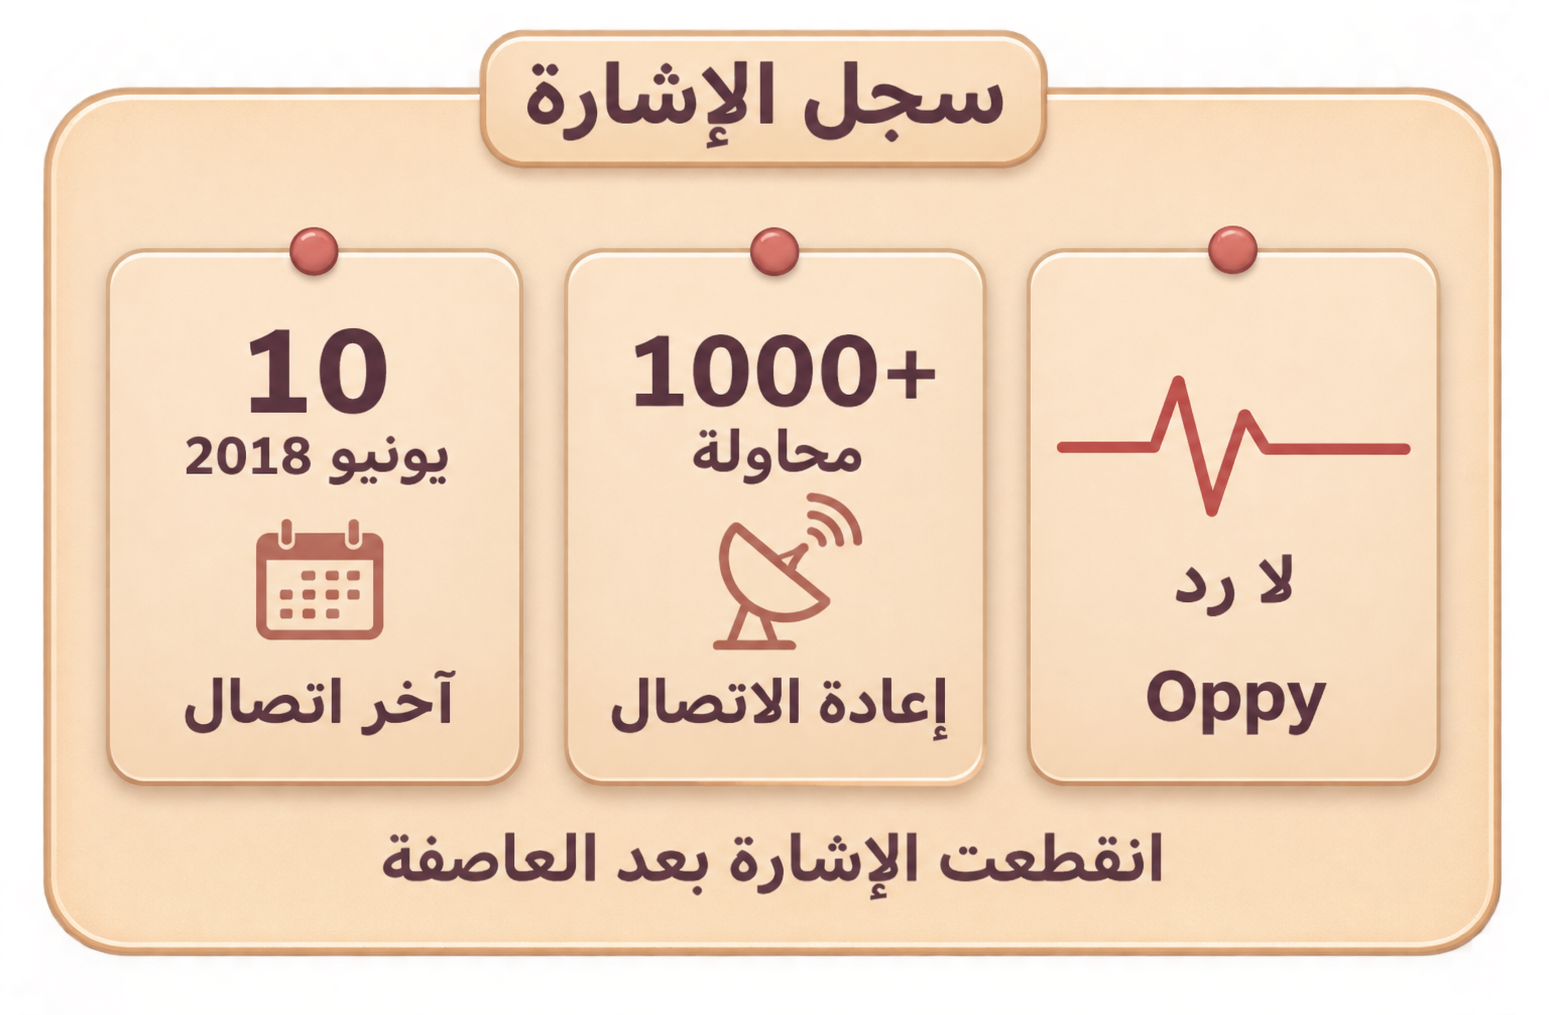 سجل الإشارة
لا رد
Oppy
1000+
محاولة
إعادة الاتصال
10
يونيو 2018
آخر اتصال
انقطعت الإشارة بعد العاصفة